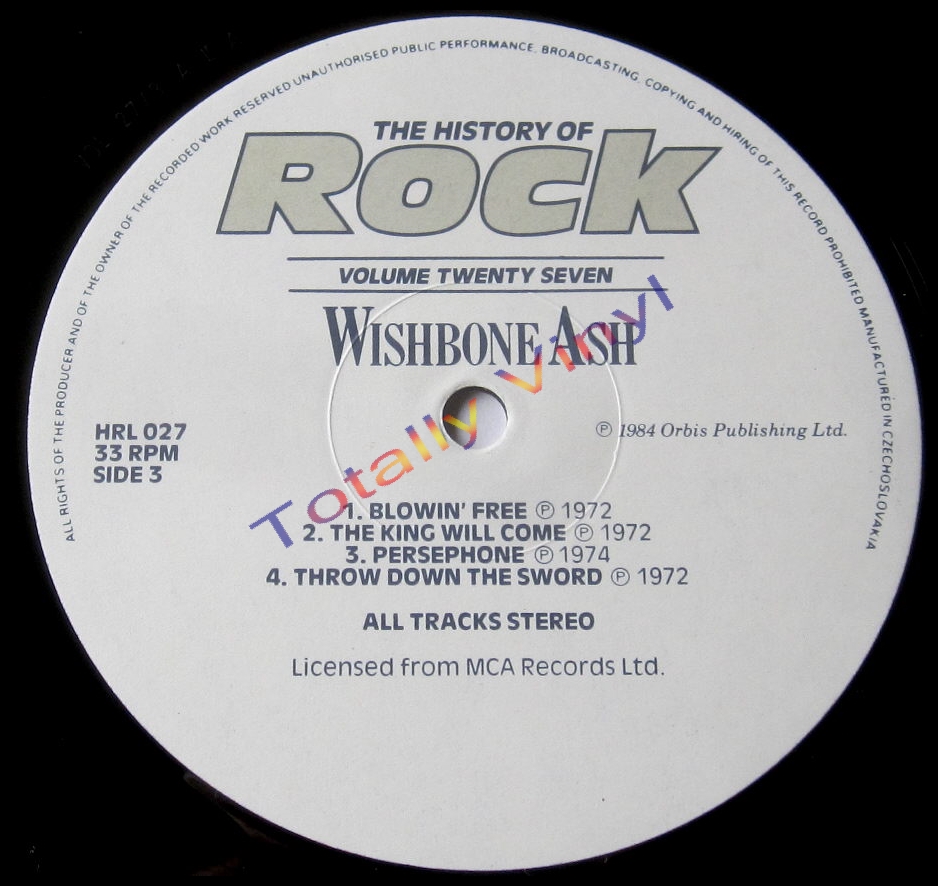 ALL RIGHTS OF THE PRODUCER AND OF THE OWNER OF THE RECORDED WORK RESERVED UNAUTHORISED PUBLIC PERFORMANCE, BROADCASTING, COPYING AND HIRING OF THIS RECORD PROHIBITED MANUFACTURED IN CZECHOSLOVAKIA
THE HISTORY OF
ROCK
VOLUME TWENTY SEVEN
WISHBONE ASH
Totally Vinyl
HRL 027
33 RPM
SIDE 3
℗ 1984 Orbis Publishing Ltd.
1. BLOWIN' FREE ℗ 1972
2. THE KING WILL COME ℗ 1972
3. PERSEPHONE ℗ 1974
4. THROW DOWN THE SWORD ℗ 1972
ALL TRACKS STEREO
Licensed from MCA Records Ltd.